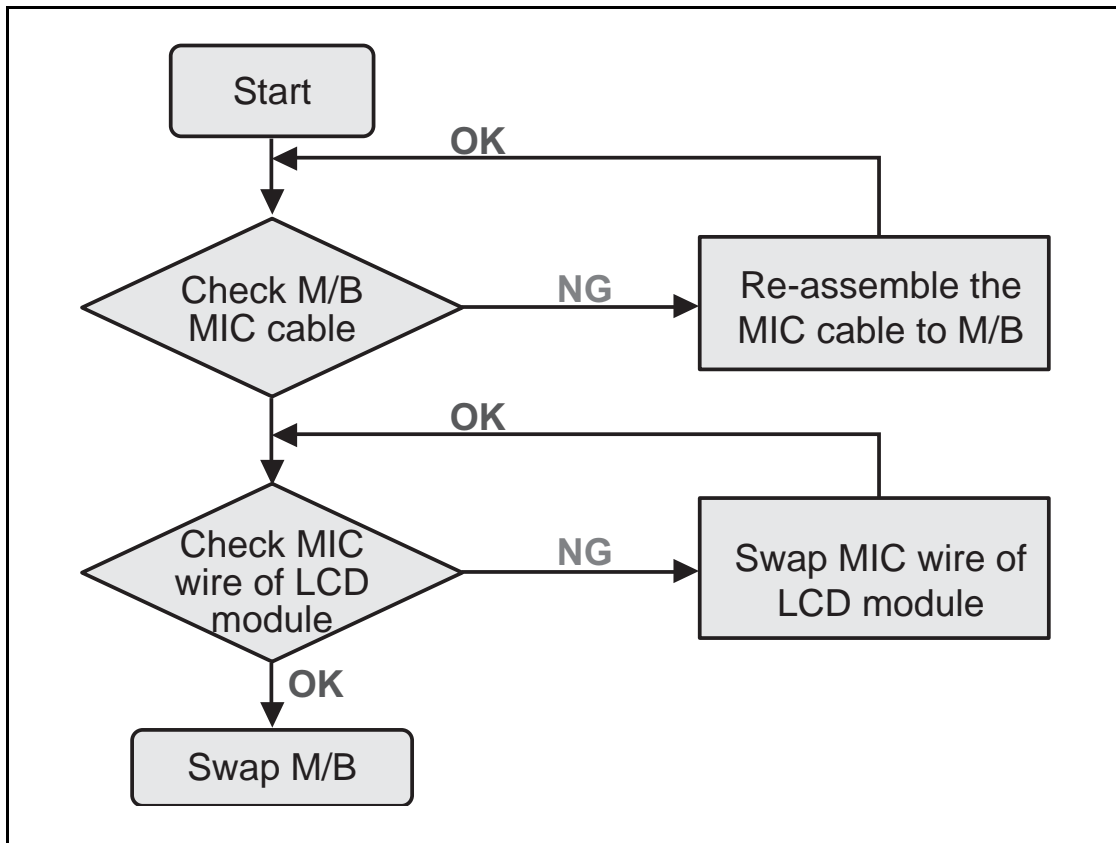 Start
OK
Check M/B
MIC cable
NG
Re-assemble the
MIC cable to M/B
OK
Check MIC
wire of LCD
module
NG
Swap MIC wire of
LCD module
OK
Swap M/B